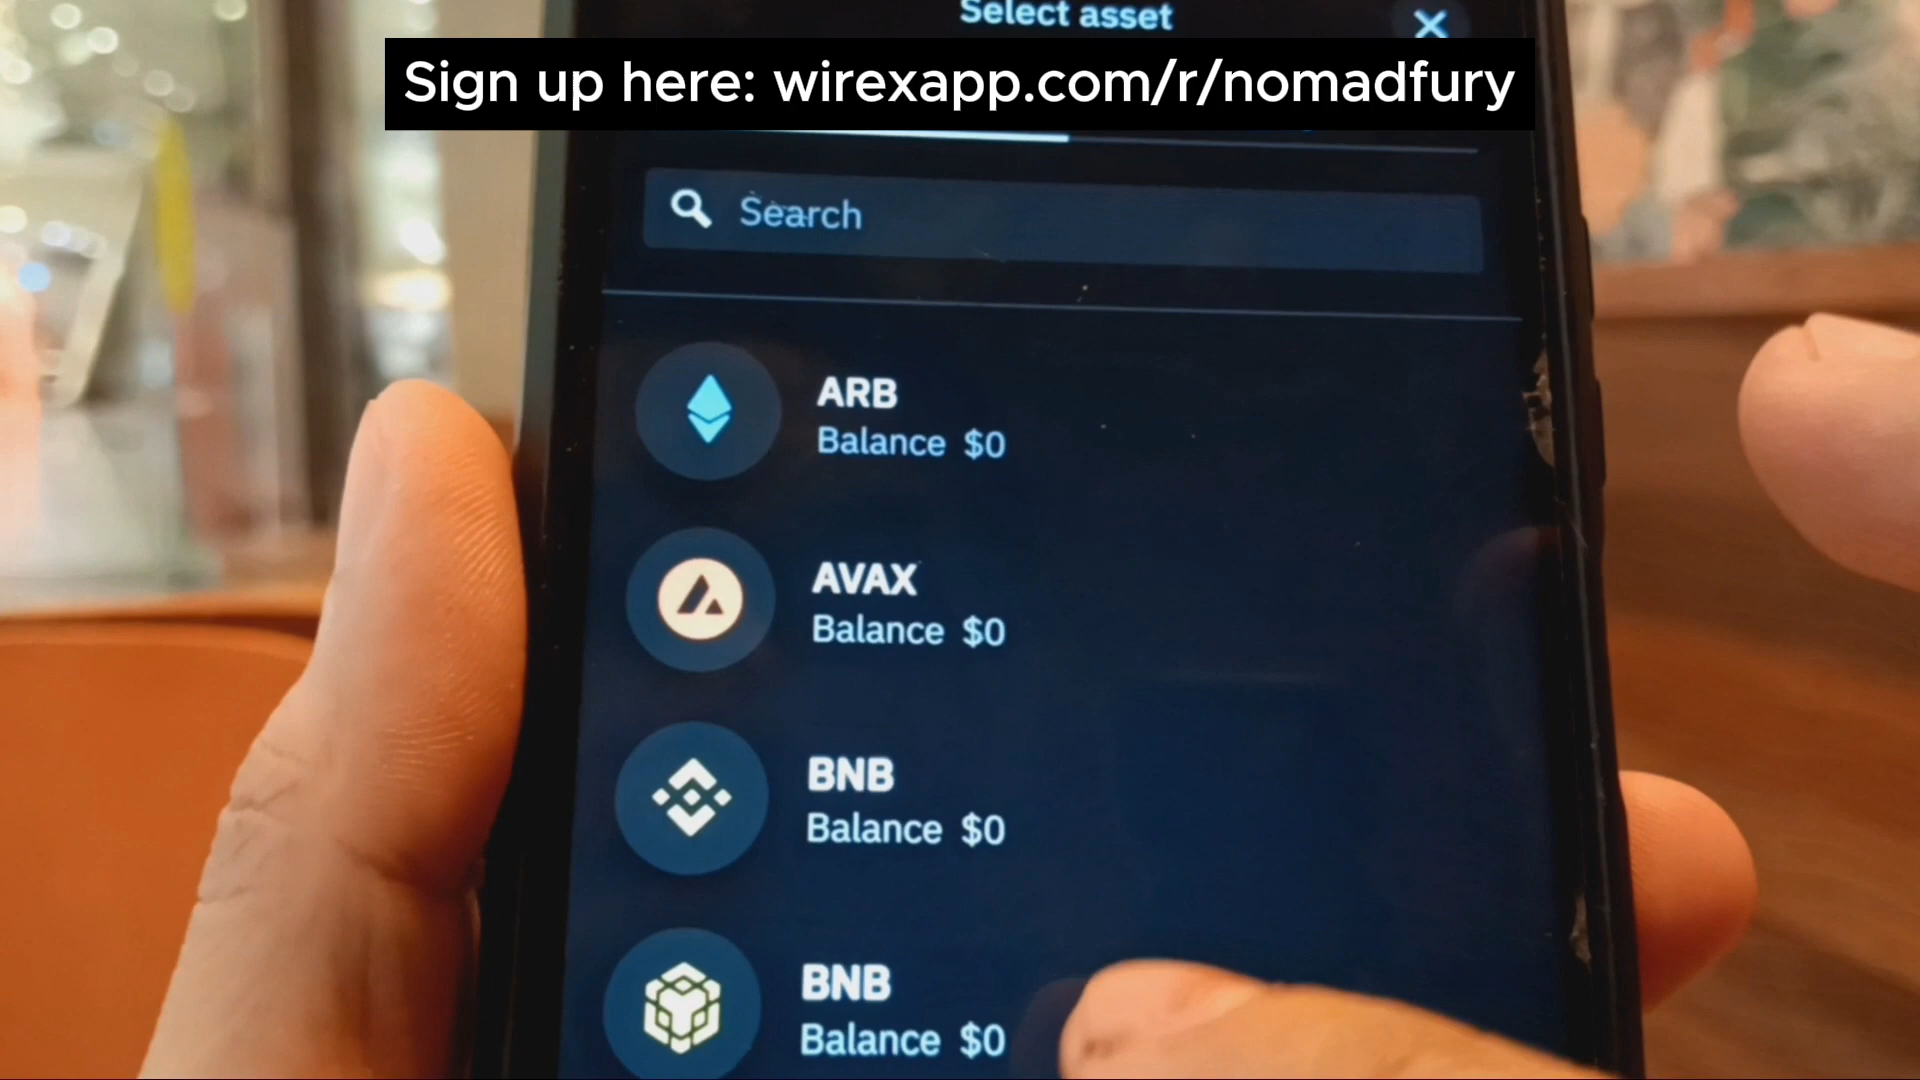 Select asset
Sign up here: wirexapp.com/r/nomadfury
Search
ARB
Balance $0
AVAX
Balance $0
BNB
Balance $0
BNB
Balance $0